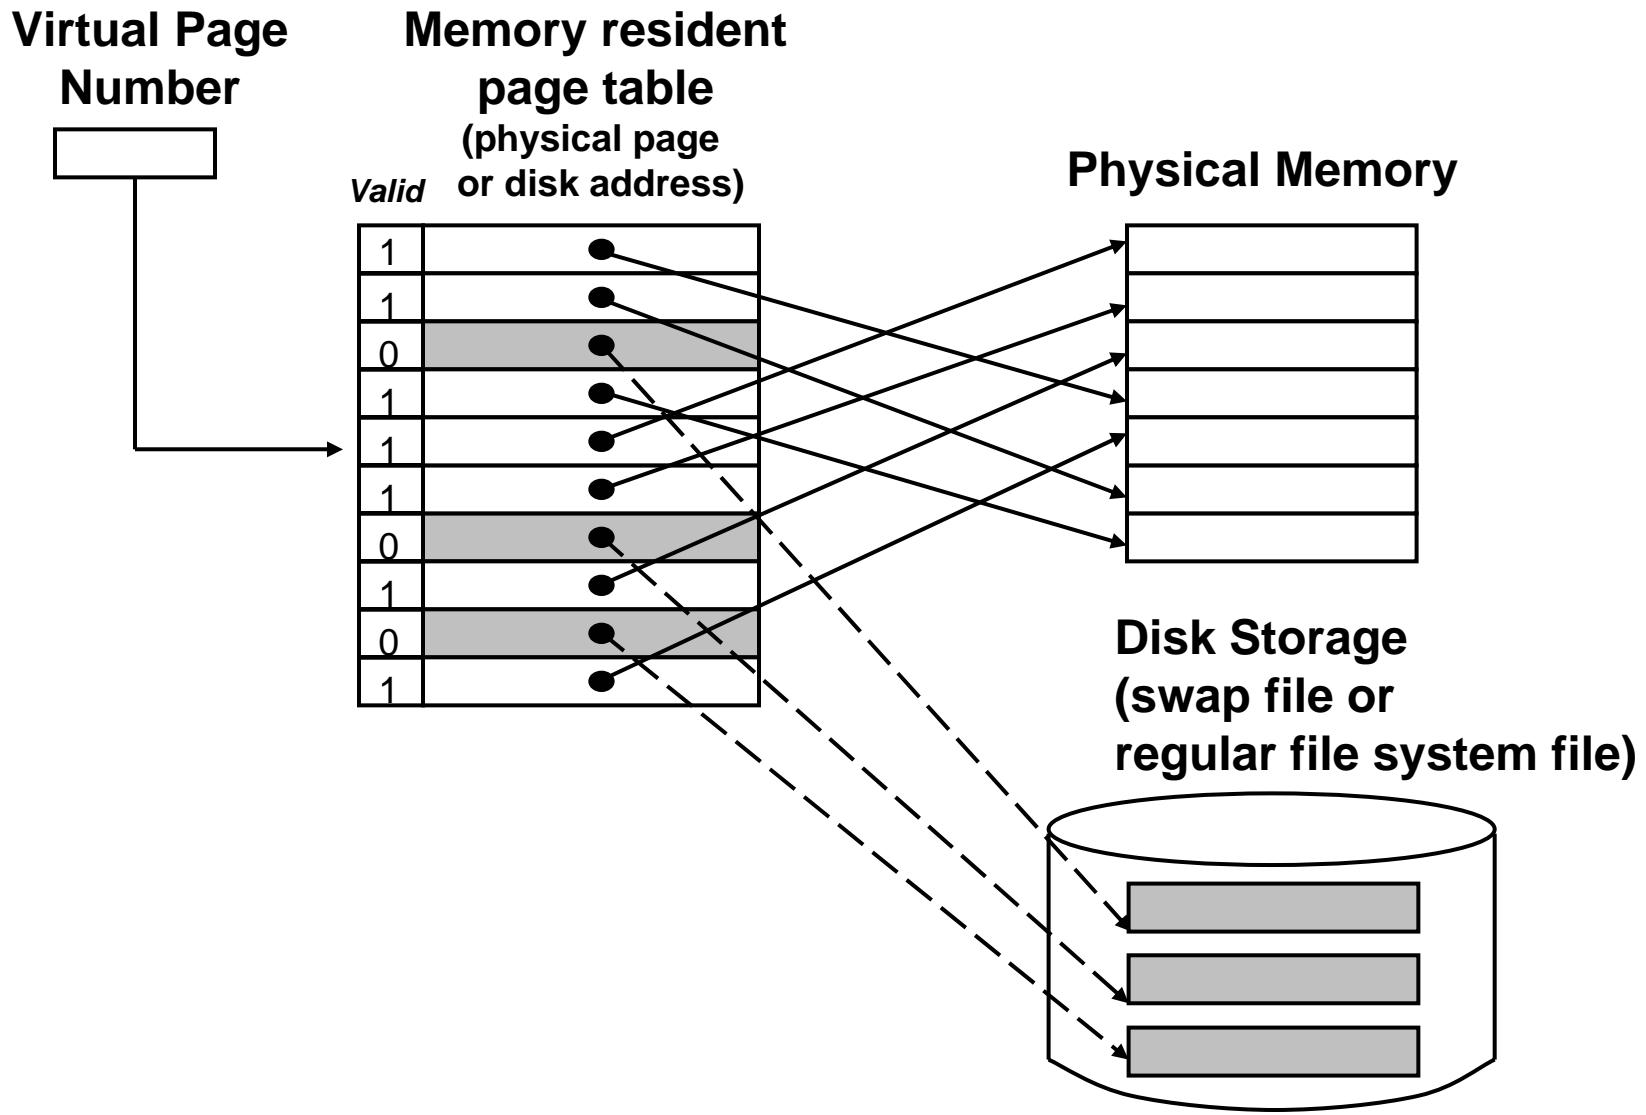 Virtual Page
Number
Memory resident
page table
(physical page
or disk address)
Valid
Physical Memory
1
1
0
1
1
1
0
1
0
1
Disk Storage
(swap file or
regular file system file)